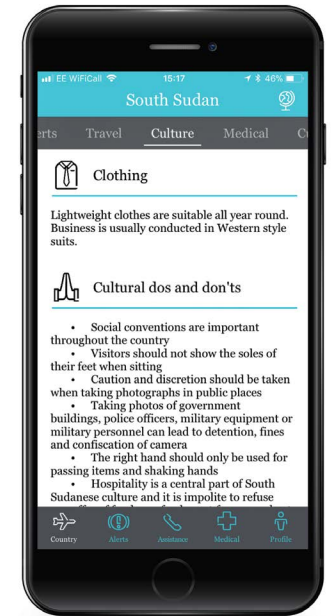 EE WiFiCall 15:17 46%
South Sudan
erts Travel Culture Medical Cu
Clothing
Lightweight clothes are suitable all year round.
Business is usually conducted in Western style
suits.
Cultural dos and don'ts
• Social conventions are important
throughout the country
• Visitors should not show the soles of
their feet when sitting
• Caution and discretion should be taken
when taking photographs in public places
• Taking photos of government
buildings, police officers, military equipment or
military personnel can lead to detention, fines
and confiscation of camera
• The right hand should only be used for
passing items and shaking hands
• Hospitality is a central part of South
Sudanese culture and it is impolite to refuse
Country Alerts Assistance Medical Profile